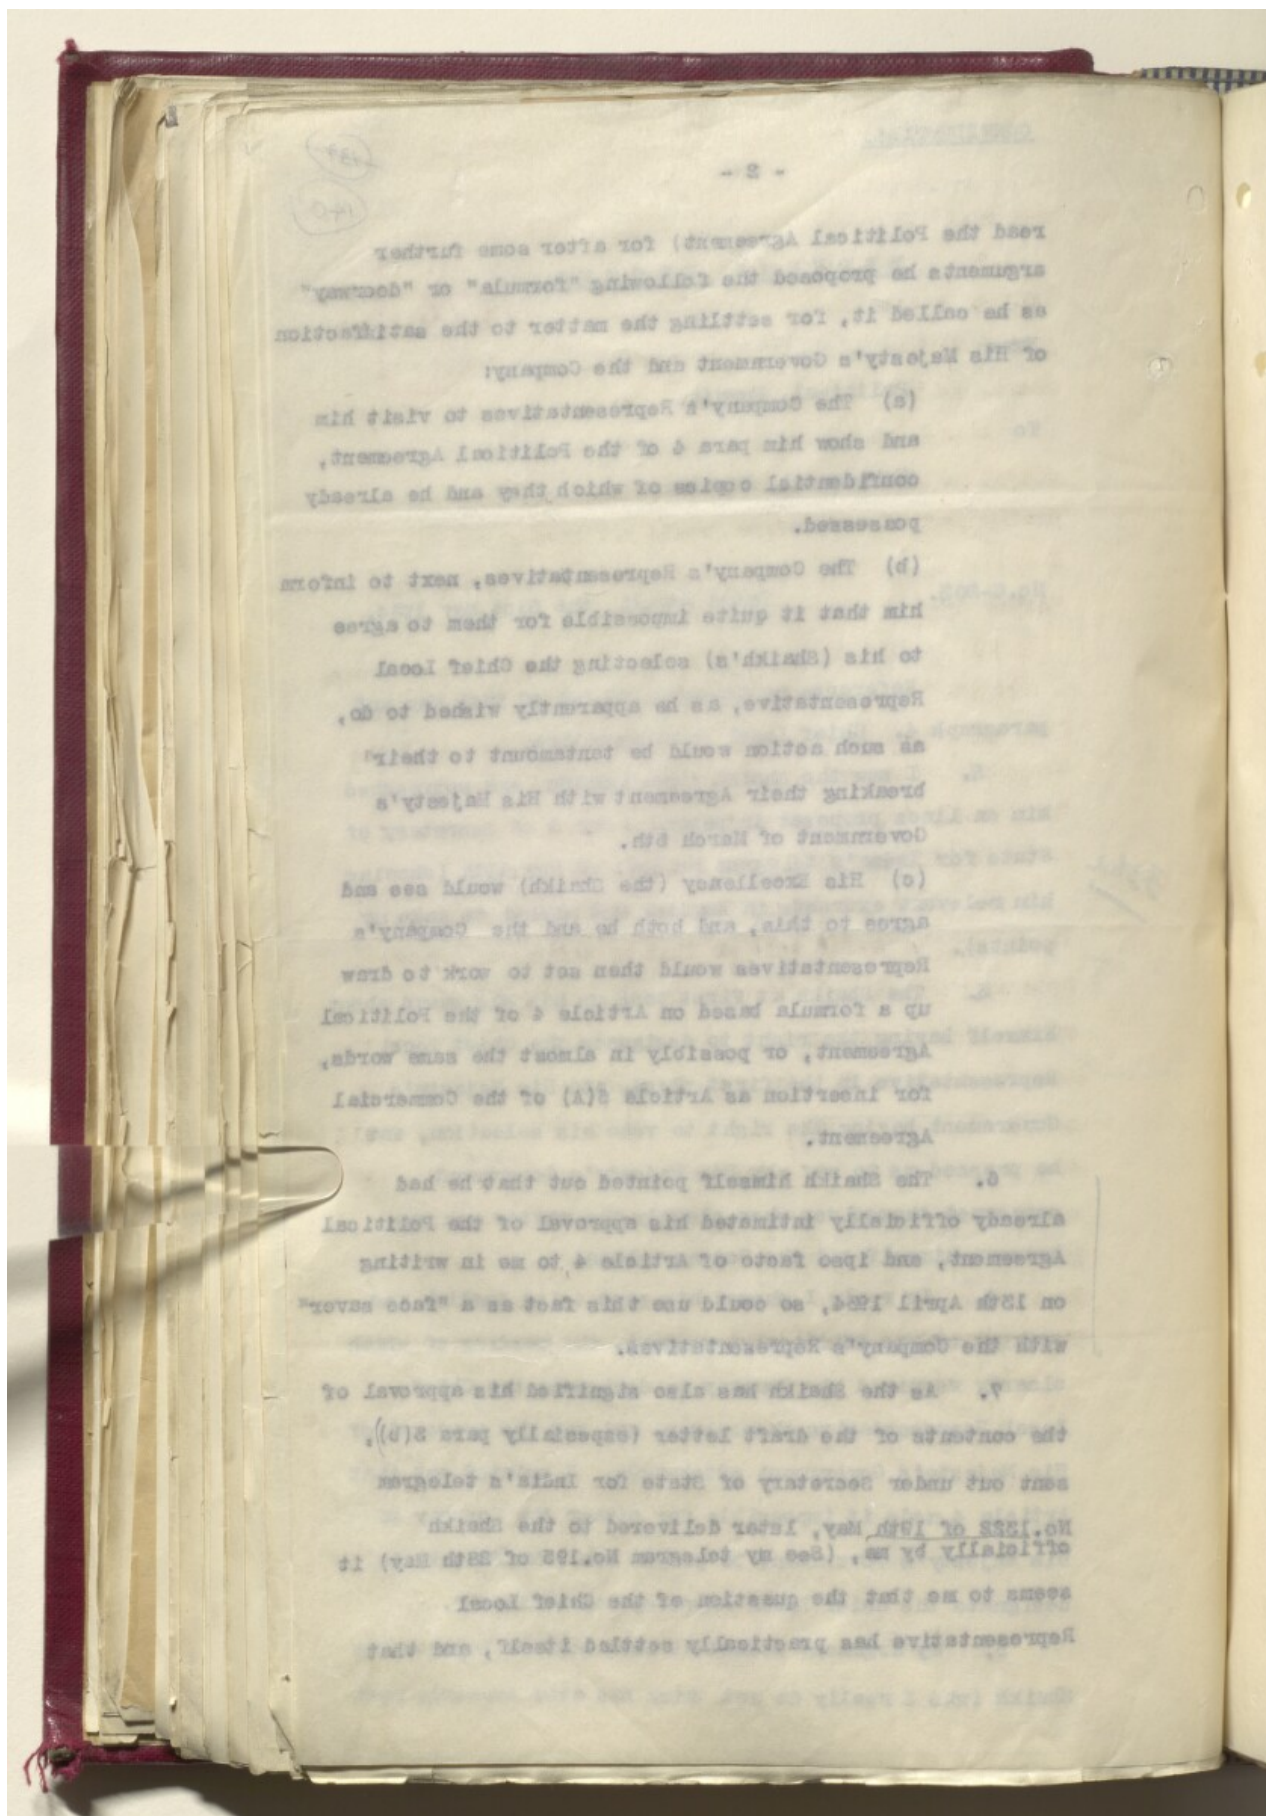 - 2 -
read the Political Agreement) for after some further
arguments he proposed the following "formula" or "doorway"
as he called it, for settling the matter to the satisfaction
of His Majesty's Government and the Company:
(a) The Company's Representatives to visit him
and show him para 4 of the Political Agreement,
confidential copies of which they and he already
possessed.
(b) The Company's Representatives, next to inform
him that it quite impossible for them to agree
to his (Shaikh's) selecting the Chief Local
Representative, as he apparently wished to do,
as such action would be tantamount to their
breaking their Agreement with His Majesty's
Government of March 5th.
(c) His Excellency (the Shaikh) would see and
agree to this, and both he and the Company's
Representatives would then set to work to draw
up a formula based on Article 4 of the Political
Agreement, or possibly in almost the same words,
for insertion as Article 5(A) of the Commercial
Agreement.
6. The Shaikh himself pointed out that he had
already officially intimated his approval of the Political
Agreement, and ipso facto of Article 4, to me in writing
on 13th April 1934, so could use this fact as a "face saver"
with the Company's Representatives.
7. As the Shaikh has also signified his approval of
the contents of the draft letter (especially para 3(b)),
sent out under Secretary of State for India's telegram
No.1322 of 19th May, later delivered to the Shaikh
officially by me, (See my telegram No.195 of 28th May) it
seems to me that the question of the Chief Local
Representative has practically settled itself, and that